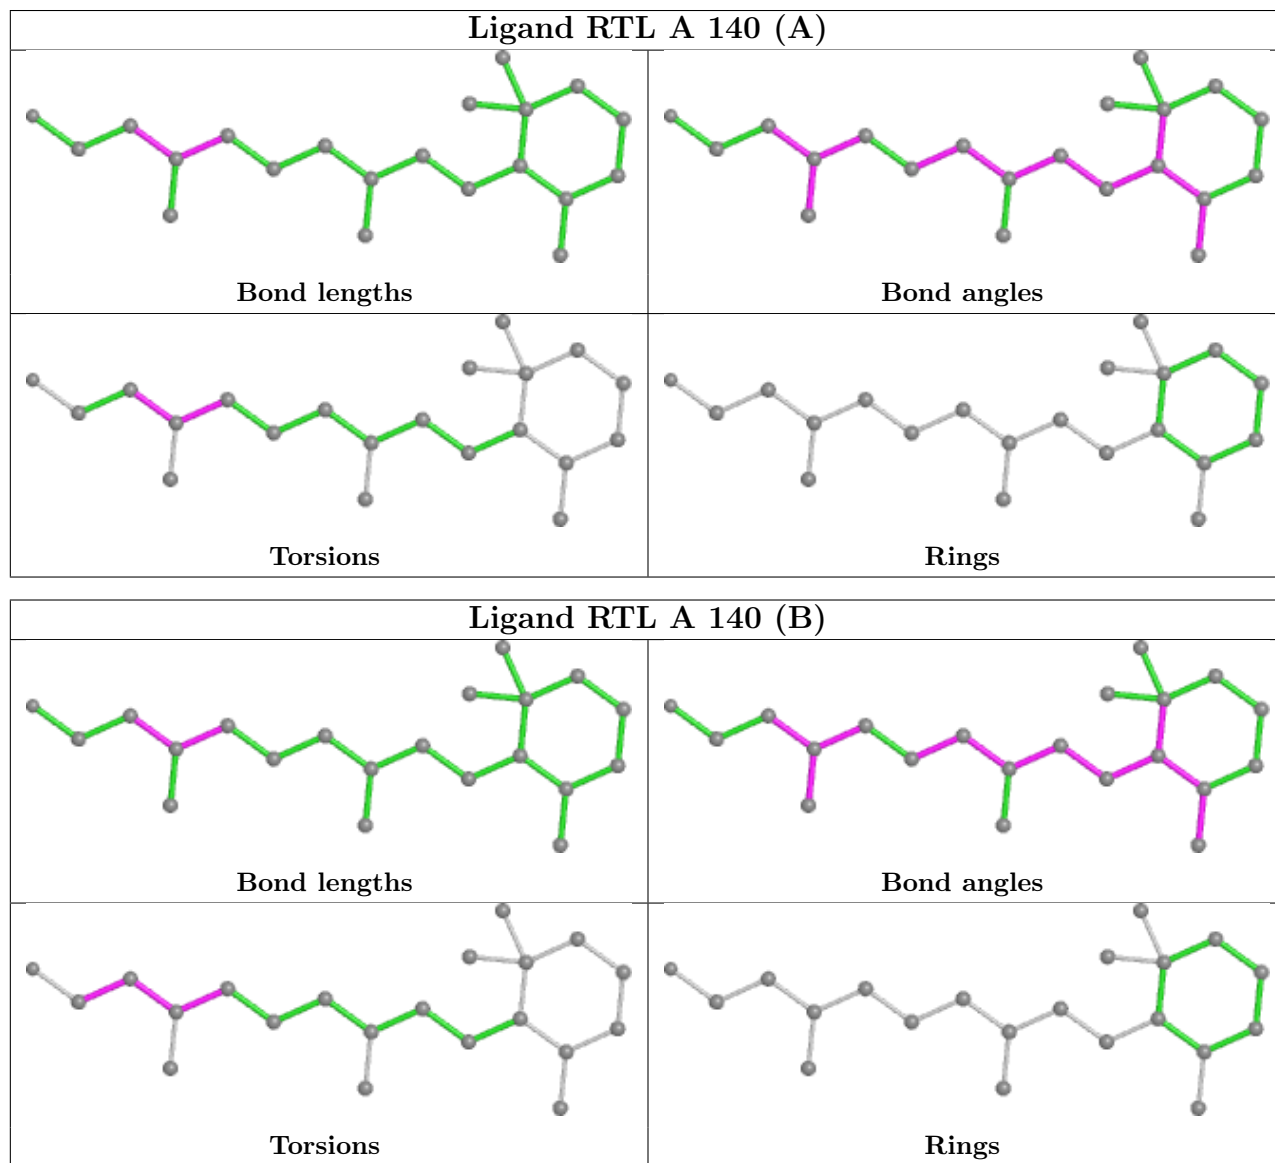 Ligand RTL A 140 (A)
Bond lengths
Bond angles
Torsions
Rings
Ligand RTL A 140 (B)
Bond lengths
Bond angles
Torsions
Rings